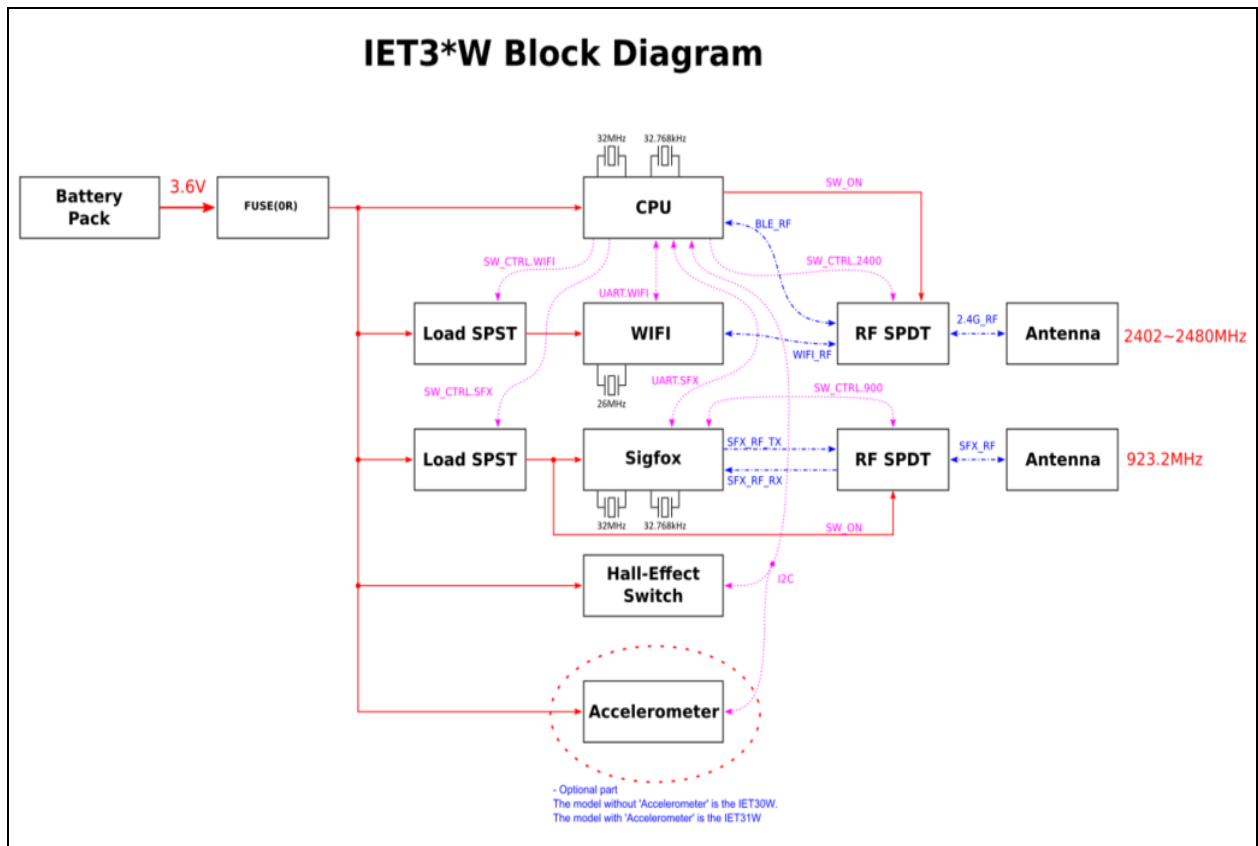 IET3*W Block Diagram
32MHz
32.768kHz
Battery
Pack
3.6V
FUSE(0R)
CPU
SW_ON
BLE_RF
SW_CTRL.WIFI
SW_CTRL.2400
UART.WIFI
Load SPST
WIFI
RF SPDT
2.4G_RF
Antenna
2402~2480MHz
WIFI_RF
26MHz
UART.SFX
SW_CTRL.SFX
SW_CTRL.900
Load SPST
Sigfox
SFX_RF_TX
SFX_RF_RX
RF SPDT
SFX_RF
Antenna
923.2MHz
32MHz
32.768kHz
SW_ON
Hall-Effect
Switch
I2C
Accelerometer
- Optional part
The model without 'Accelerometer' is the IET30W.
The model with 'Accelerometer' is the IET31W